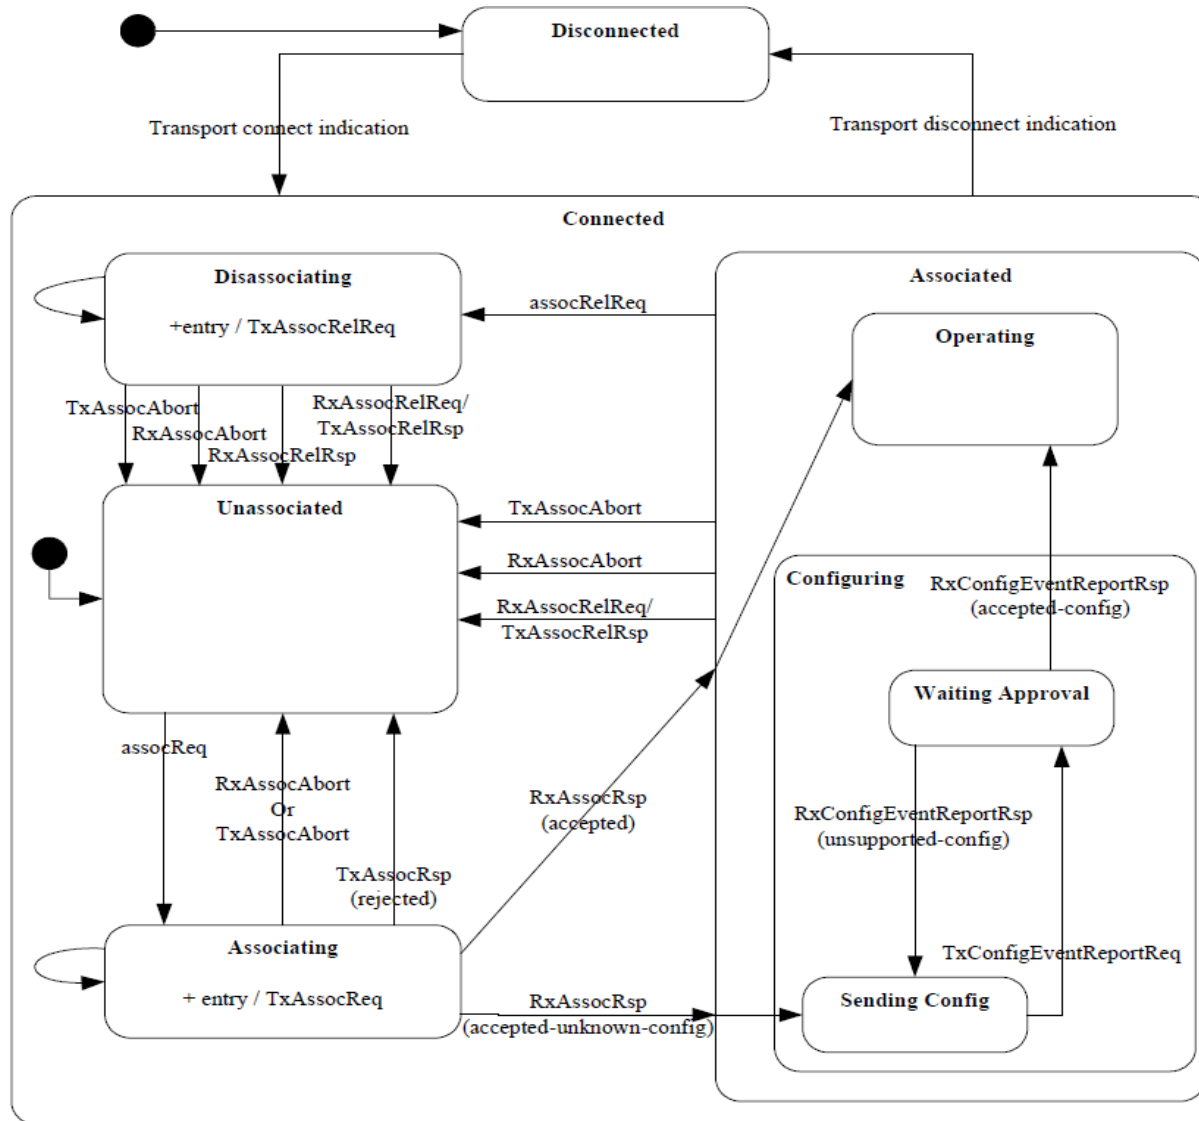 Disconnected
Transport connect indication
Transport disconnect indication
Connected
Disassociating
+entry / TxAssocRelReq
assocRelReq
Associated
Operating
TxAssocAbort
RxAssocAbort
RxAssocRelRsp
RxAssocRelReq/
TxAssocRelRsp
Unassociated
TxAssocAbort
RxAssocAbort
RxAssocRelReq/
TxAssocRelRsp
Configuring
RxConfigEventReportRsp
(accepted-config)
Waiting Approval
assocReq
RxAssocAbort
Or
TxAssocAbort
TxAssocRsp
(rejected)
RxAssocRsp
(accepted)
RxConfigEventReportRsp
(unsupported-config)
TxConfigEventReportReq
Associating
+ entry / TxAssocReq
RxAssocRsp
(accepted-unknown-config)
Sending Config